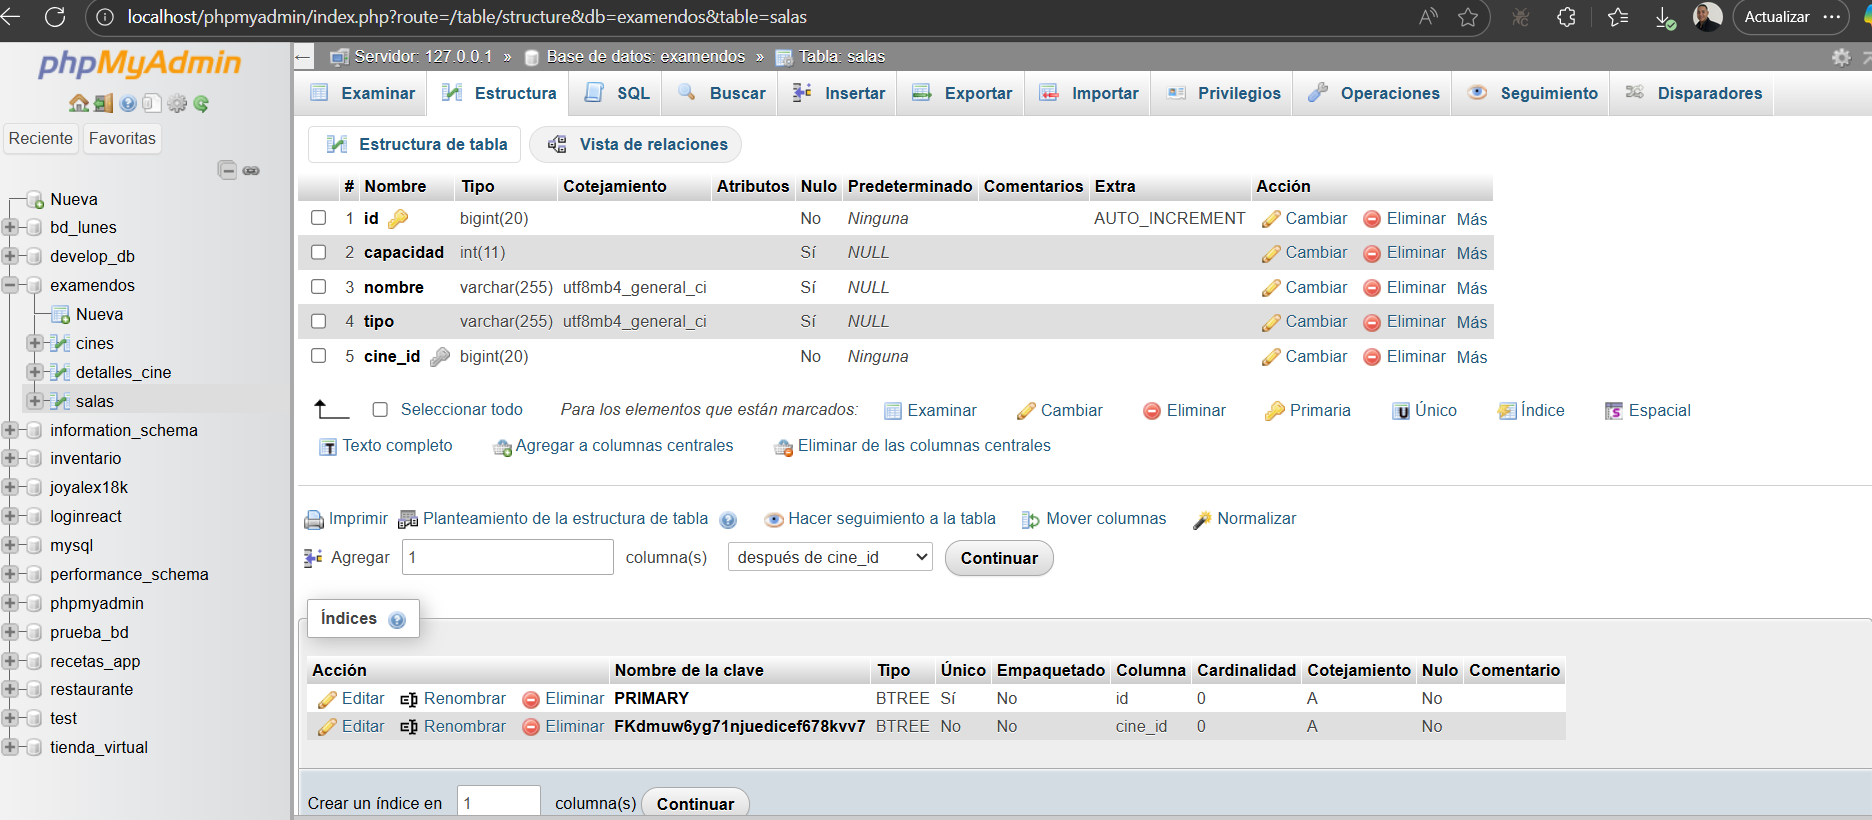 localhost/phpmyadmin/index.php?route=/table/structure&db=examendos&table=salas
Actualizar
phpMyAdmin
Reciente Favoritas
Nueva
bd_lunes
develop_db
examendos
Nueva
cines
detalles_cine
salas
information_schema
inventario
joyalex18k
loginreact
mysql
performance_schema
phpmyadmin
prueba_bd
recetas_app
restaurante
test
tienda_virtual
Servidor: 127.0.0.1 » Base de datos: examendos » Tabla: salas
Examinar Estructura SQL Buscar Insertar Exportar Importar Privilegios Operaciones Seguimiento Disparadores
Estructura de tabla Vista de relaciones
# Nombre Tipo Cotejamiento Atributos Nulo Predeterminado Comentarios Extra Acción
1 id bigint(20) No Ninguna AUTO_INCREMENT Cambiar Eliminar Más
2 capacidad int(11) Sí NULL Cambiar Eliminar Más
3 nombre varchar(255) utf8mb4_general_ci Sí NULL Cambiar Eliminar Más
4 tipo varchar(255) utf8mb4_general_ci Sí NULL Cambiar Eliminar Más
5 cine_id bigint(20) No Ninguna Cambiar Eliminar Más
Seleccionar todo Para los elementos que están marcados: Examinar Cambiar Eliminar Primaria Único Índice Espacial
Texto completo Agregar a columnas centrales Eliminar de las columnas centrales
Imprimir Planteamiento de la estructura de tabla Hacer seguimiento a la tabla Mover columnas Normalizar
Agregar 1 columna(s) después de cine_id Continuar
Índices
Acción Nombre de la clave Tipo Único Empaquetado Columna Cardinalidad Cotejamiento Nulo Comentario
Editar Renombrar Eliminar PRIMARY BTREE Sí No id 0 A No
Editar Renombrar Eliminar FKdmuw6yg71njuedicef678kvv7 BTREE No No cine_id 0 A No
Crear un índice en 1 columna(s) Continuar